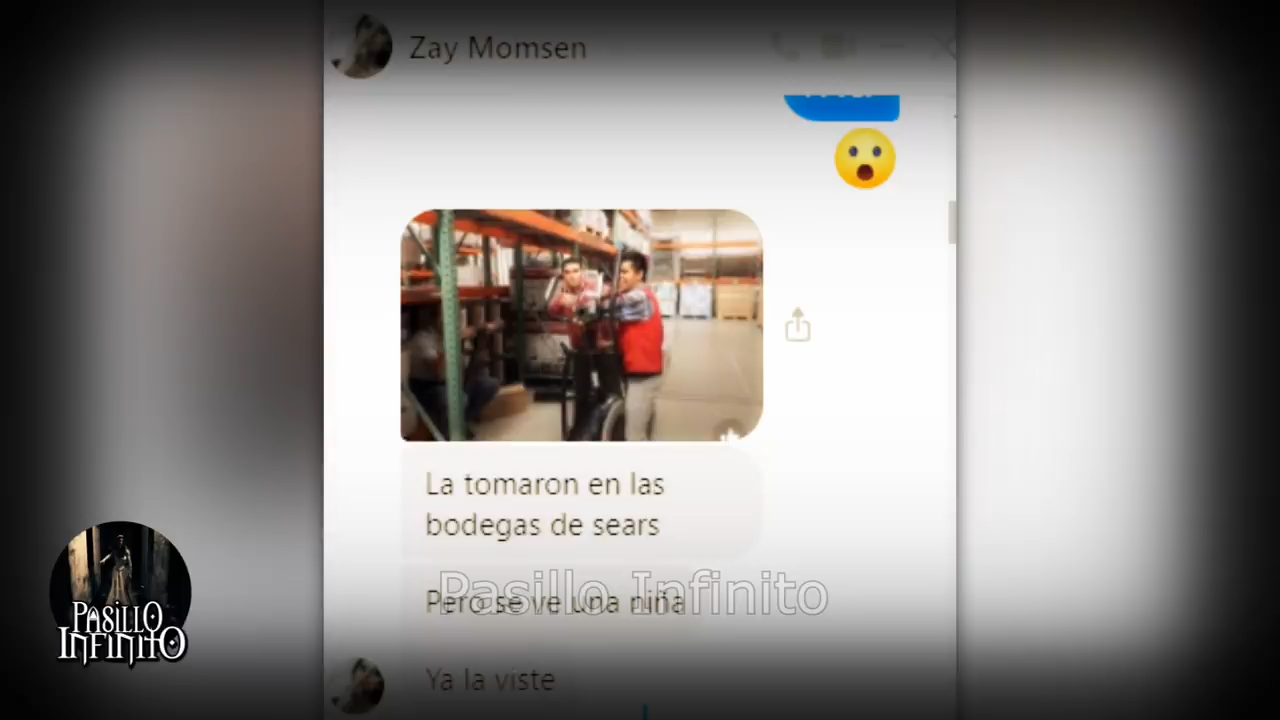 Zay Momsen
La tomaron en las
bodegas de sears
Pasillo Infinito
Pero se ve una niña
Ya la viste
PASILLO
INFINITO